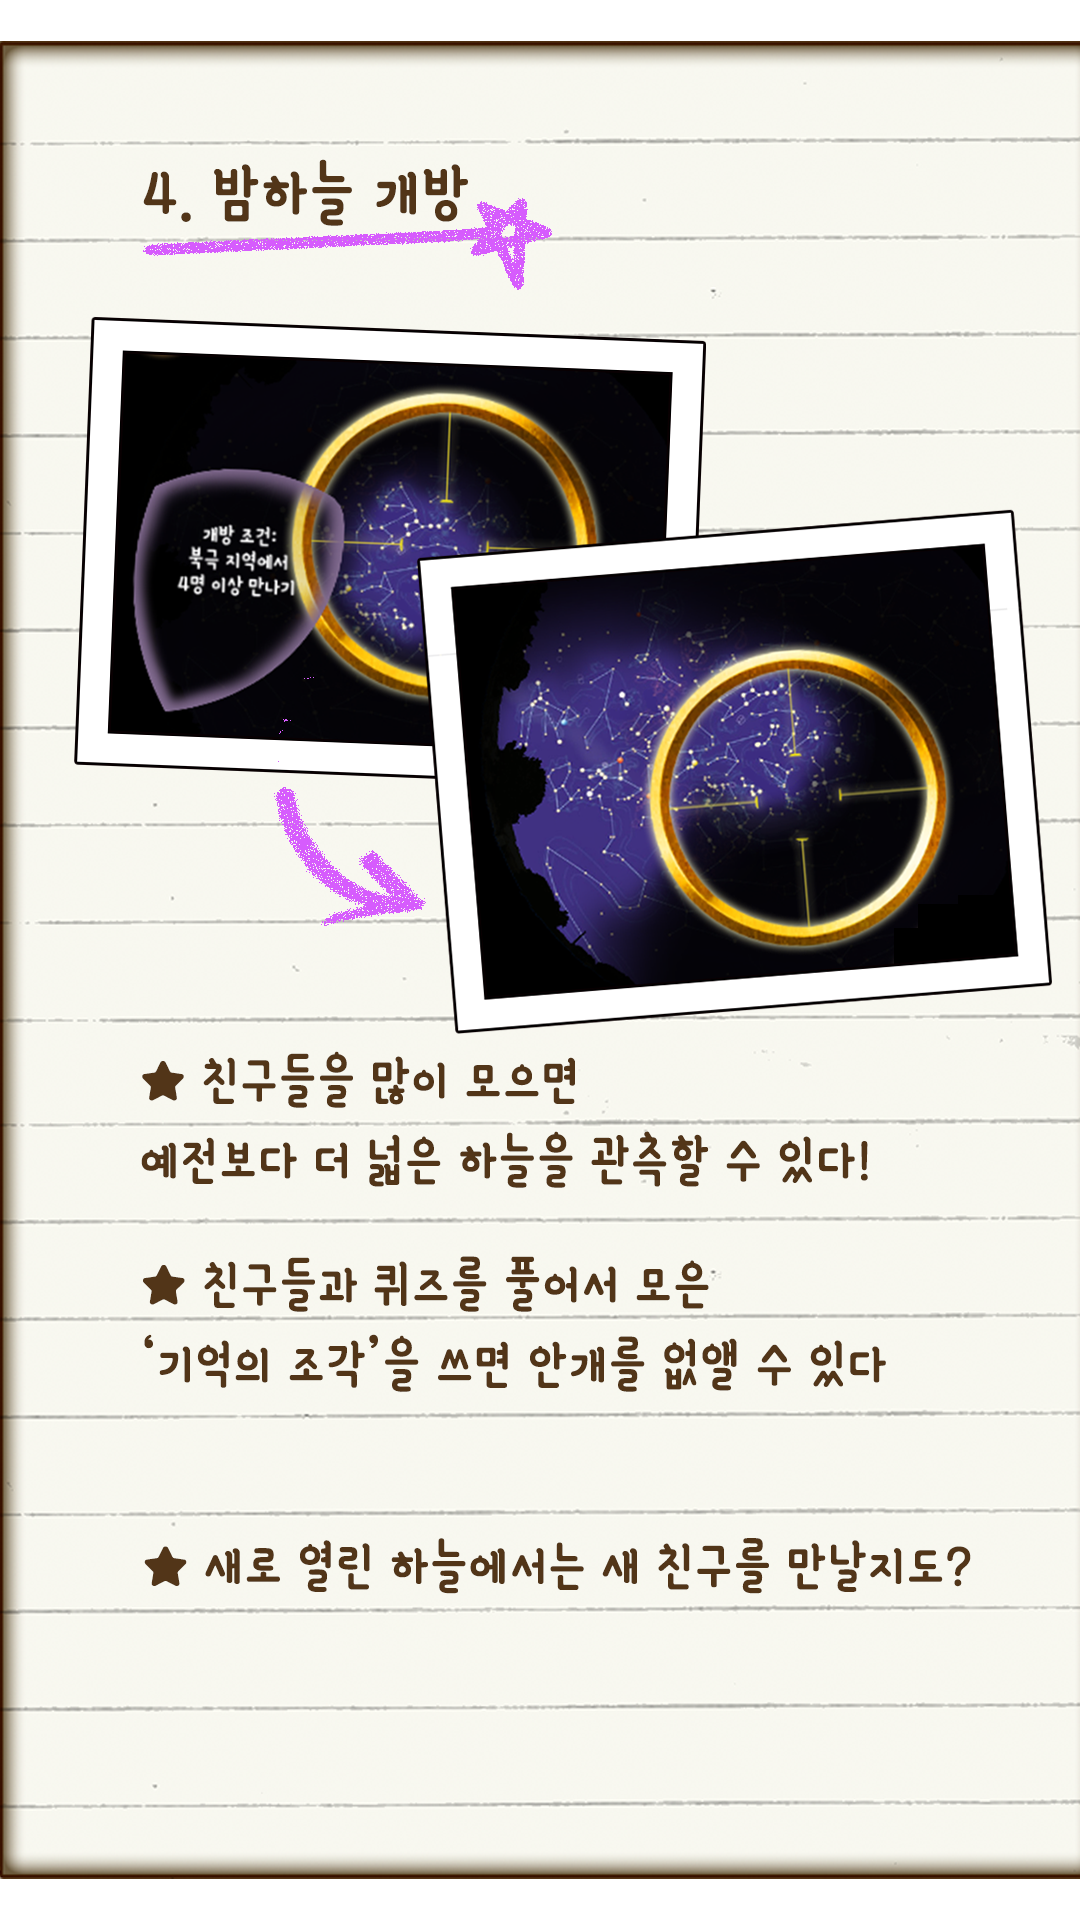 4. 밤하늘 개방
개방 조건:
북극 지역에서
4명 이상 만나기
★ 친구들을 많이 모으면
예전보다 더 넓은 하늘을 관측할 수 있다!
★ 친구들과 퀴즈를 풀어서 모은
‘기억의 조각’을 쓰면 안개를 없앨 수 있다
★ 새로 열린 하늘에서는 새 친구를 만날지도?